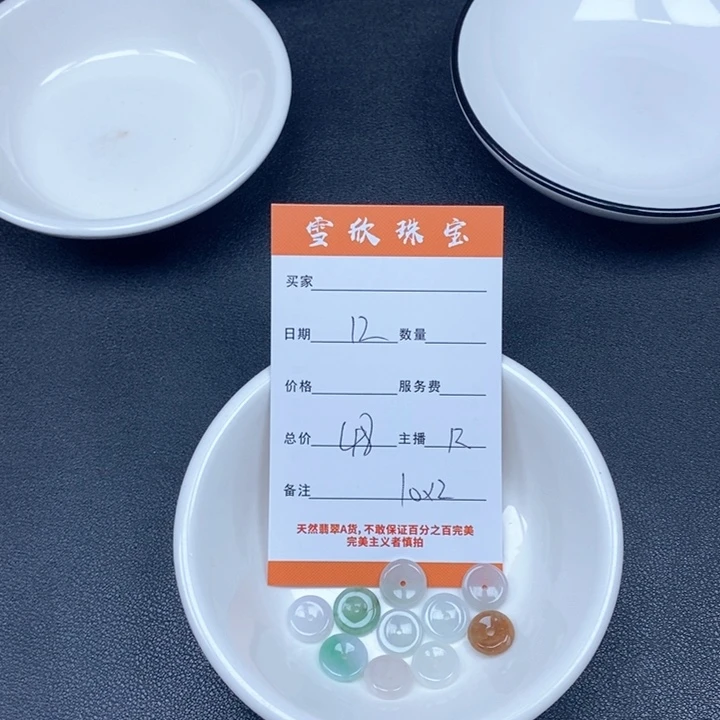 雪欣珠宝
买家
日期 12 数量
价格 服务费
总价 48 主播
备注 10x2
天然翡翠A货，不敢保证百分之百完美
完美主义者慎拍